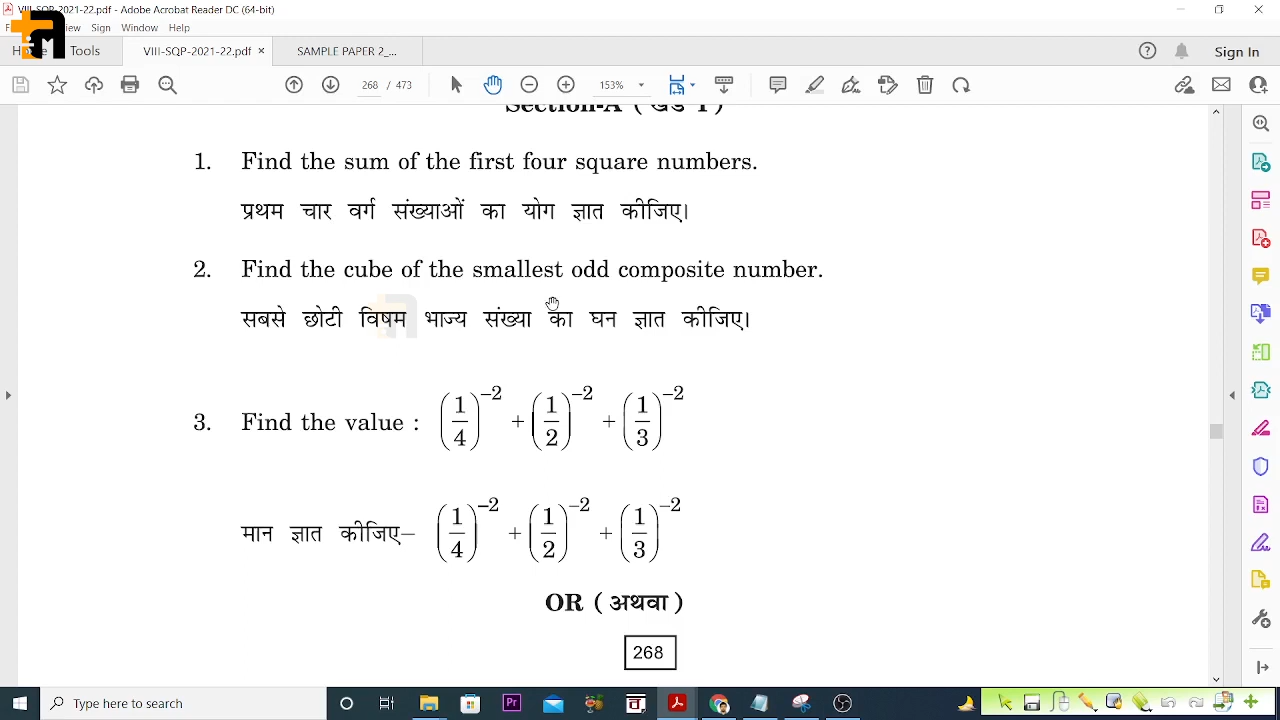 VIII-SQP-2021-22.pdf - Adobe Acrobat Reader DC (64-bit)
View Sign Window Help
Tools VIII-SQP-2021-22.pdf × SAMPLE PAPER 2_... Sign In
268 / 473 153%
Section-A ( खंड I )
1. Find the sum of the first four square numbers.
प्रथम चार वर्ग संख्याओं का योग ज्ञात कीजिए।
2. Find the cube of the smallest odd composite number.
सबसे छोटी विषम भाज्य संख्या का घन ज्ञात कीजिए।
3. Find the value : (1/4)^–2 + (1/2)^–2 + (1/3)^–2
मान ज्ञात कीजिए– (1/4)^–2 + (1/2)^–2 + (1/3)^–2
OR ( अथवा )
268
Type here to search